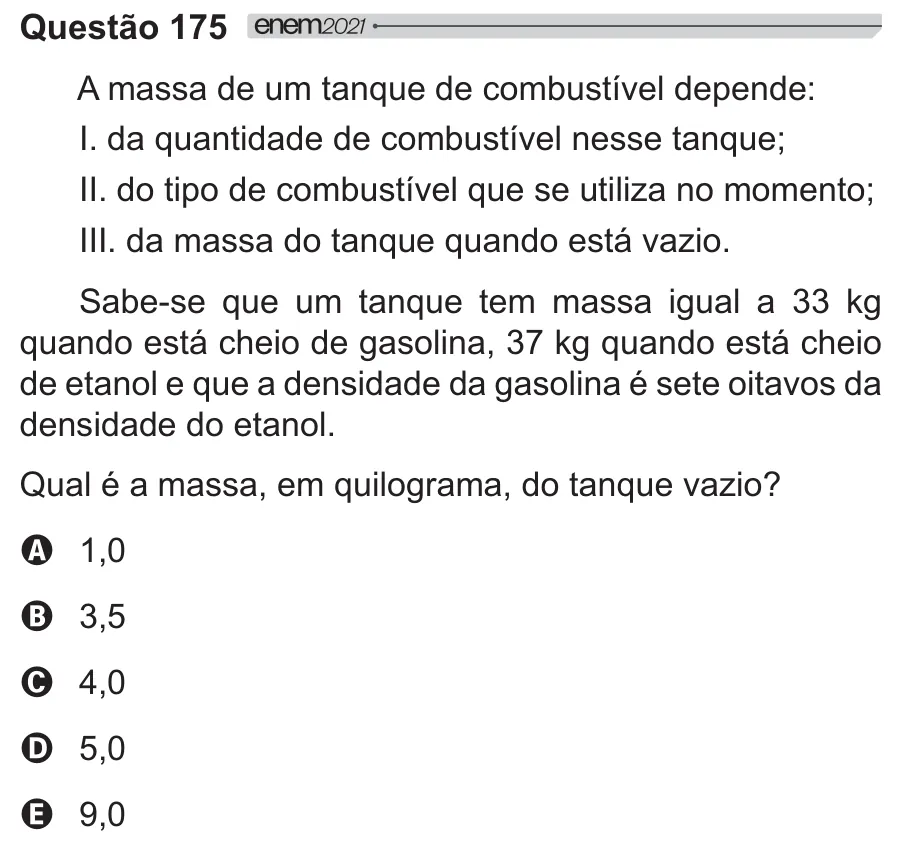 Questão 175 enem2021
A massa de um tanque de combustível depende:
I. da quantidade de combustível nesse tanque;
II. do tipo de combustível que se utiliza no momento;
III. da massa do tanque quando está vazio.
Sabe-se que um tanque tem massa igual a 33 kg
quando está cheio de gasolina, 37 kg quando está cheio
de etanol e que a densidade da gasolina é sete oitavos da
densidade do etanol.
Qual é a massa, em quilograma, do tanque vazio?
A 1,0
B 3,5
C 4,0
D 5,0
E 9,0